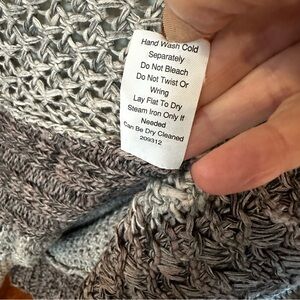 Hand Wash Cold
Separately
Do Not Bleach
Do Not Twist Or
Wring
Lay Flat To Dry
Steam Iron Only If
Needed
Can Be Dry Cleaned
209312